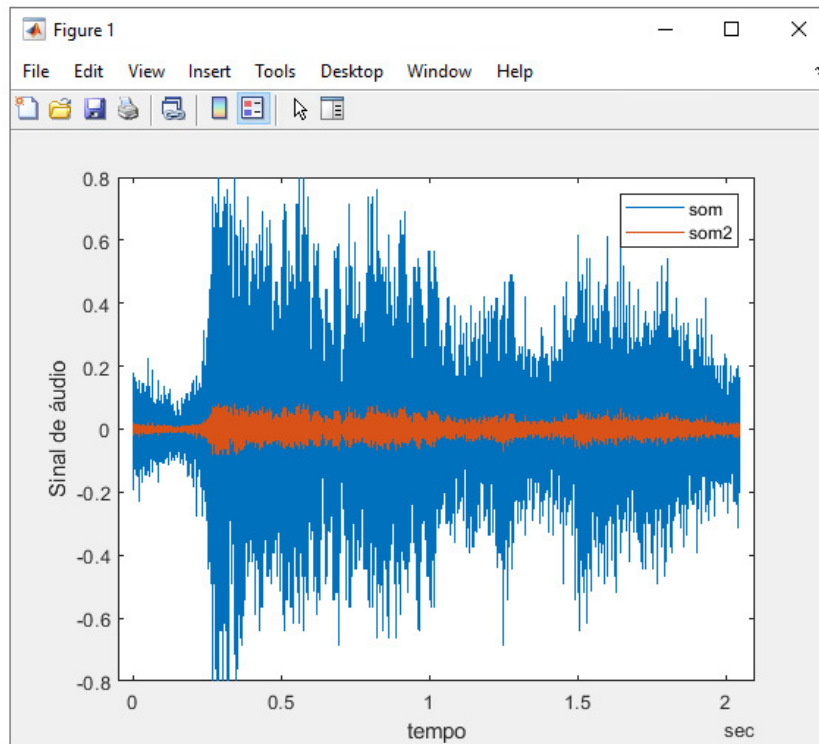 Figure 1
File Edit View Insert Tools Desktop Window Help
0.8
som
som2
0.6
0.4
0.2
0
-0.2
-0.4
-0.6
-0.8
Sinal de áudio
0 0.5 1 1.5 2
tempo sec